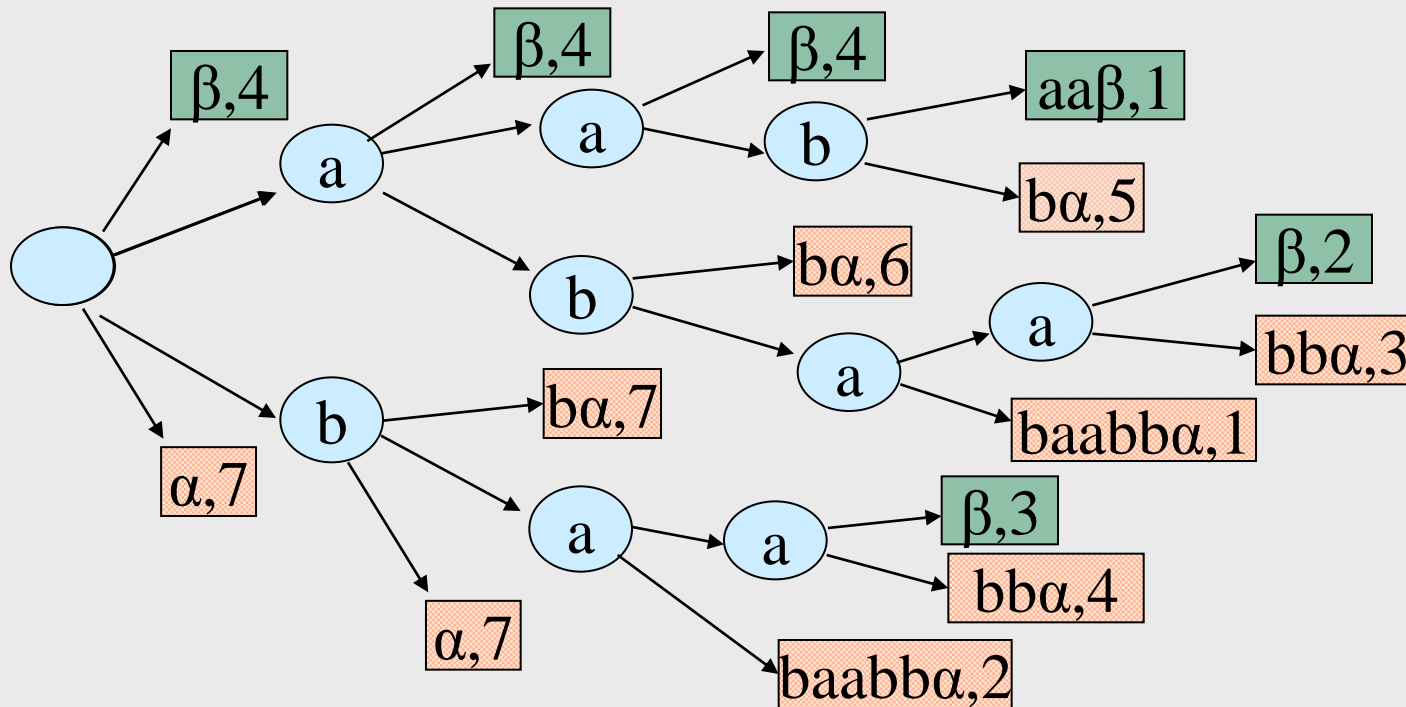 β,4
β,4
β,4
aaβ,1
a
a
b
bα,5
bα,6
β,2
b
a
bbα,3
a
bα,7
b
baabbα,1
α,7
β,3
a
a
bbα,4
α,7
baabbα,2